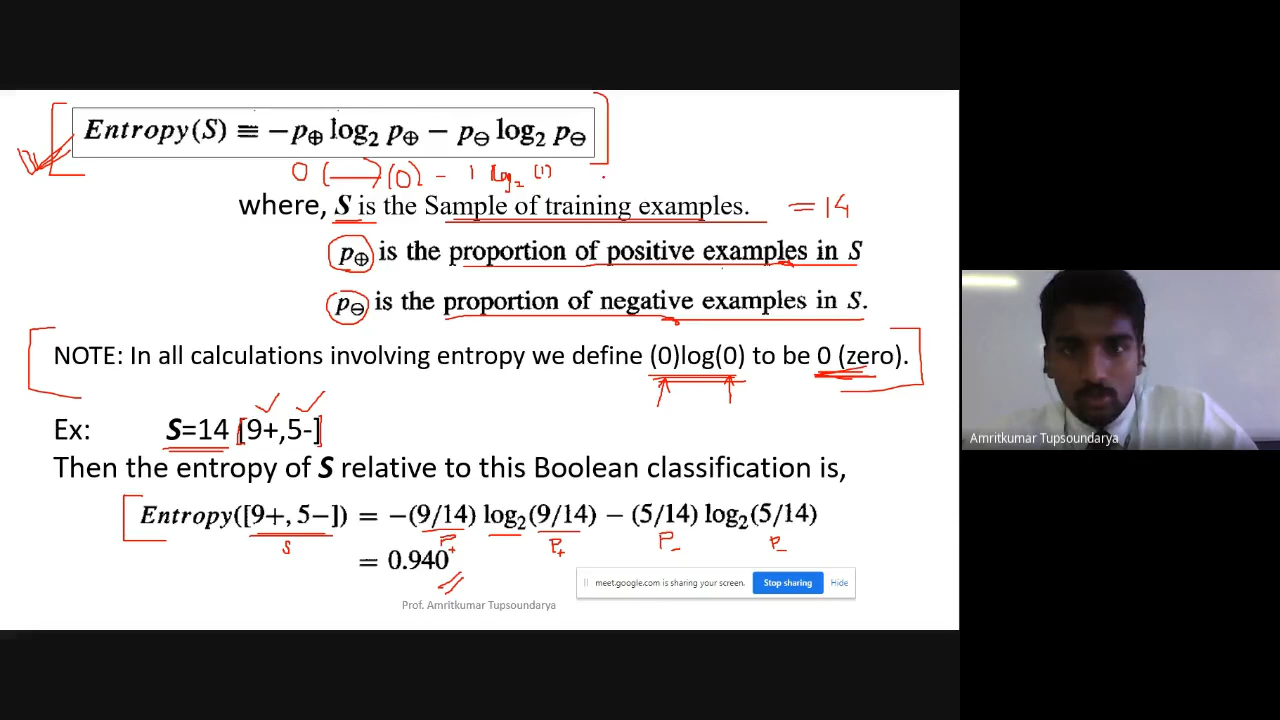 Entropy(S) ≡ −p⊕ log₂ p⊕ − p⊖ log₂ p⊖
0 (⟶)(0) - 1 log₂ (1)
where, S is the Sample of training examples. = 14
p⊕ is the proportion of positive examples in S
p⊖ is the proportion of negative examples in S.
NOTE: In all calculations involving entropy we define (0)log(0) to be 0 (zero).
Ex: S=14 [9+,5-]
Then the entropy of S relative to this Boolean classification is,
Entropy([9+, 5−]) = −(9/14) log₂(9/14) − (5/14) log₂(5/14)
S P+ P+ P- P-
= 0.940
meet.google.com is sharing your screen. Stop sharing Hide
Prof. Amritkumar Tupsoundarya
Amritkumar Tupsoundarya